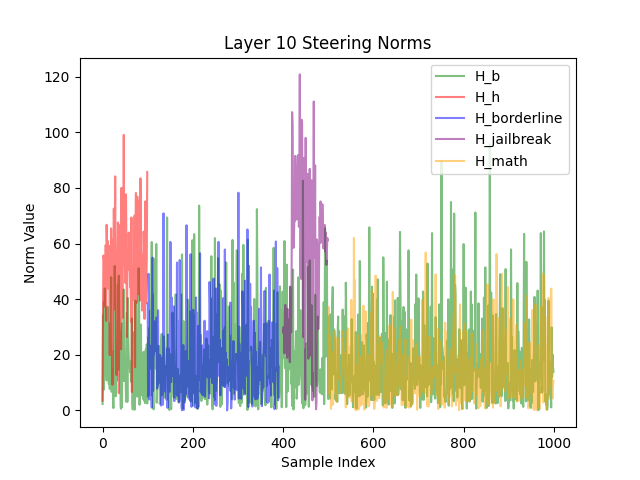 Layer 10 Steering Norms
H_b
H_h
H_borderline
H_jailbreak
H_math
Norm Value
120
100
80
60
40
20
0
0
200
400
600
800
1000
Sample Index